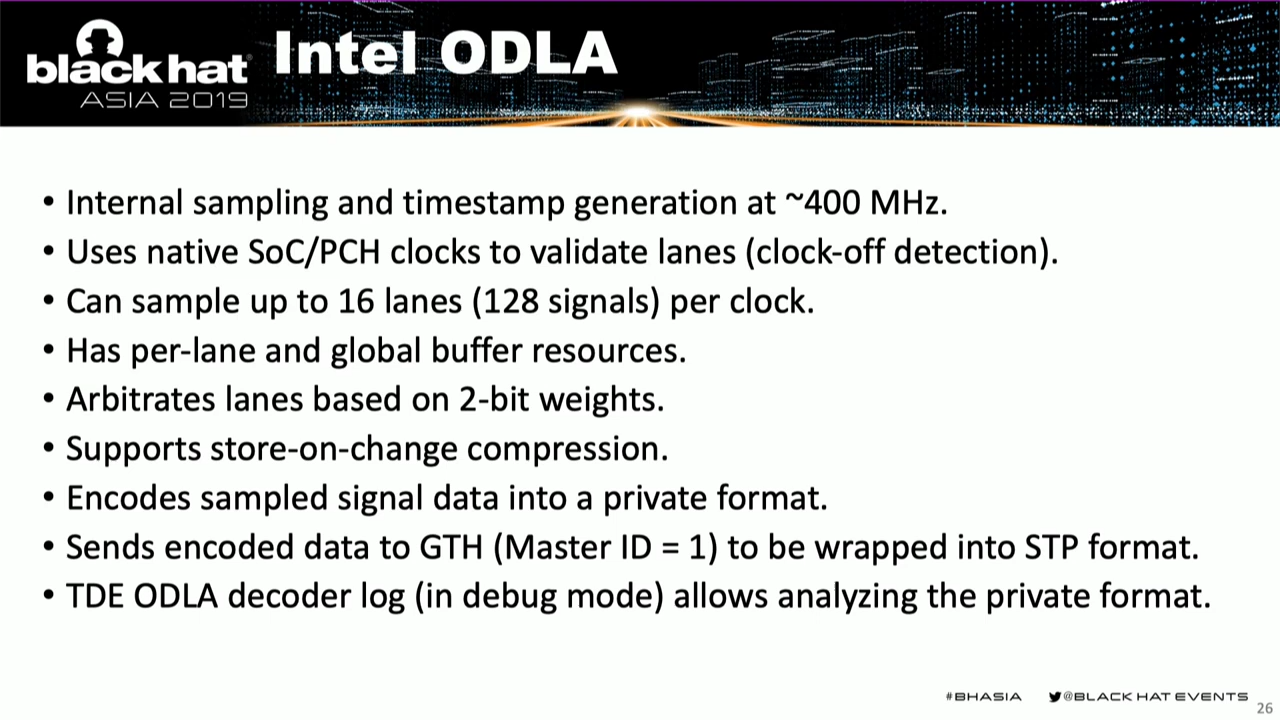 black hat
ASIA 2019
Intel ODLA
• Internal sampling and timestamp generation at ~400 MHz.
• Uses native SoC/PCH clocks to validate lanes (clock-off detection).
• Can sample up to 16 lanes (128 signals) per clock.
• Has per-lane and global buffer resources.
• Arbitrates lanes based on 2-bit weights.
• Supports store-on-change compression.
• Encodes sampled signal data into a private format.
• Sends encoded data to GTH (Master ID = 1) to be wrapped into STP format.
• TDE ODLA decoder log (in debug mode) allows analyzing the private format.
#BHASIA @BLACK HAT EVENTS
26